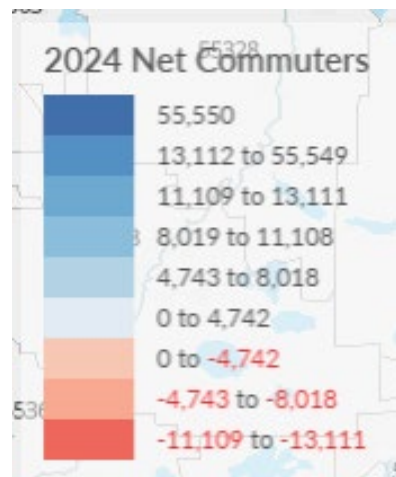 55328
2024 Net Commuters
55,550
13,112 to 55,549
11,109 to 13,111
8,019 to 11,108
4,743 to 8,018
0 to 4,742
0 to -4,742
-4,743 to -8,018
536
-11,109 to -13,111